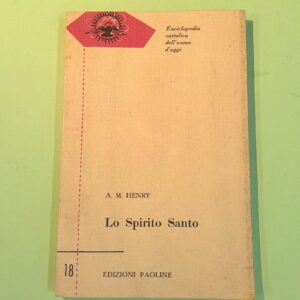 Enciclopedia
cattolica
dell'uomo
d'oggi
A. M. HENRY
Lo Spirito Santo
18
EDIZIONI PAOLINE